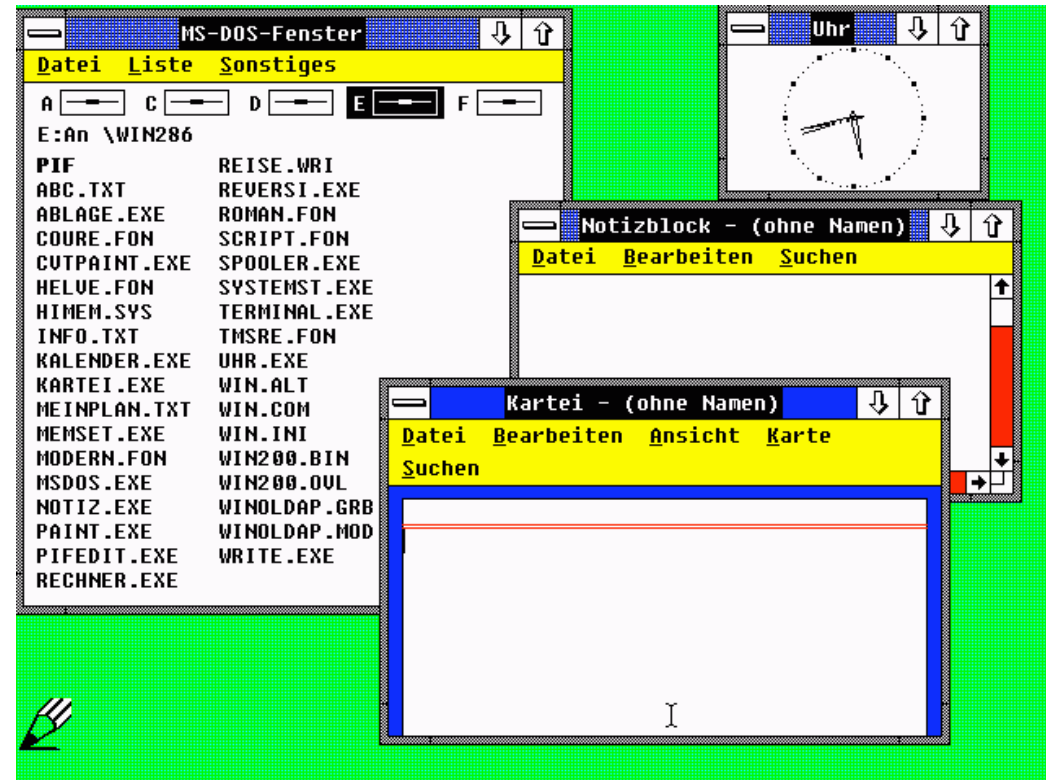 MS-DOS-Fenster
Datei Liste Sonstiges
A C D E F
E:An \WIN286
PIF REISE.WRI
ABC.TXT REVERSI.EXE
ABLAGE.EXE ROMAN.FON
COURE.FON SCRIPT.FON
CVTPAINT.EXE SPOOLER.EXE
HELVE.FON SYSTEMST.EXE
HIMEM.SYS TERMINAL.EXE
INFO.TXT TMSRE.FON
KALENDER.EXE UHR.EXE
KARTEI.EXE WIN.ALT
MEINPLAN.TXT WIN.COM
MEMSET.EXE WIN.INI
MODERN.FON WIN200.BIN
MSDOS.EXE WIN200.OVL
NOTIZ.EXE WINOLDAP.GRB
PAINT.EXE WINOLDAP.MOD
PIFEDIT.EXE WRITE.EXE
RECHNER.EXE
Uhr
Notizblock - (ohne Namen)
Datei Bearbeiten Suchen
Kartei - (ohne Namen)
Datei Bearbeiten Ansicht Karte
Suchen